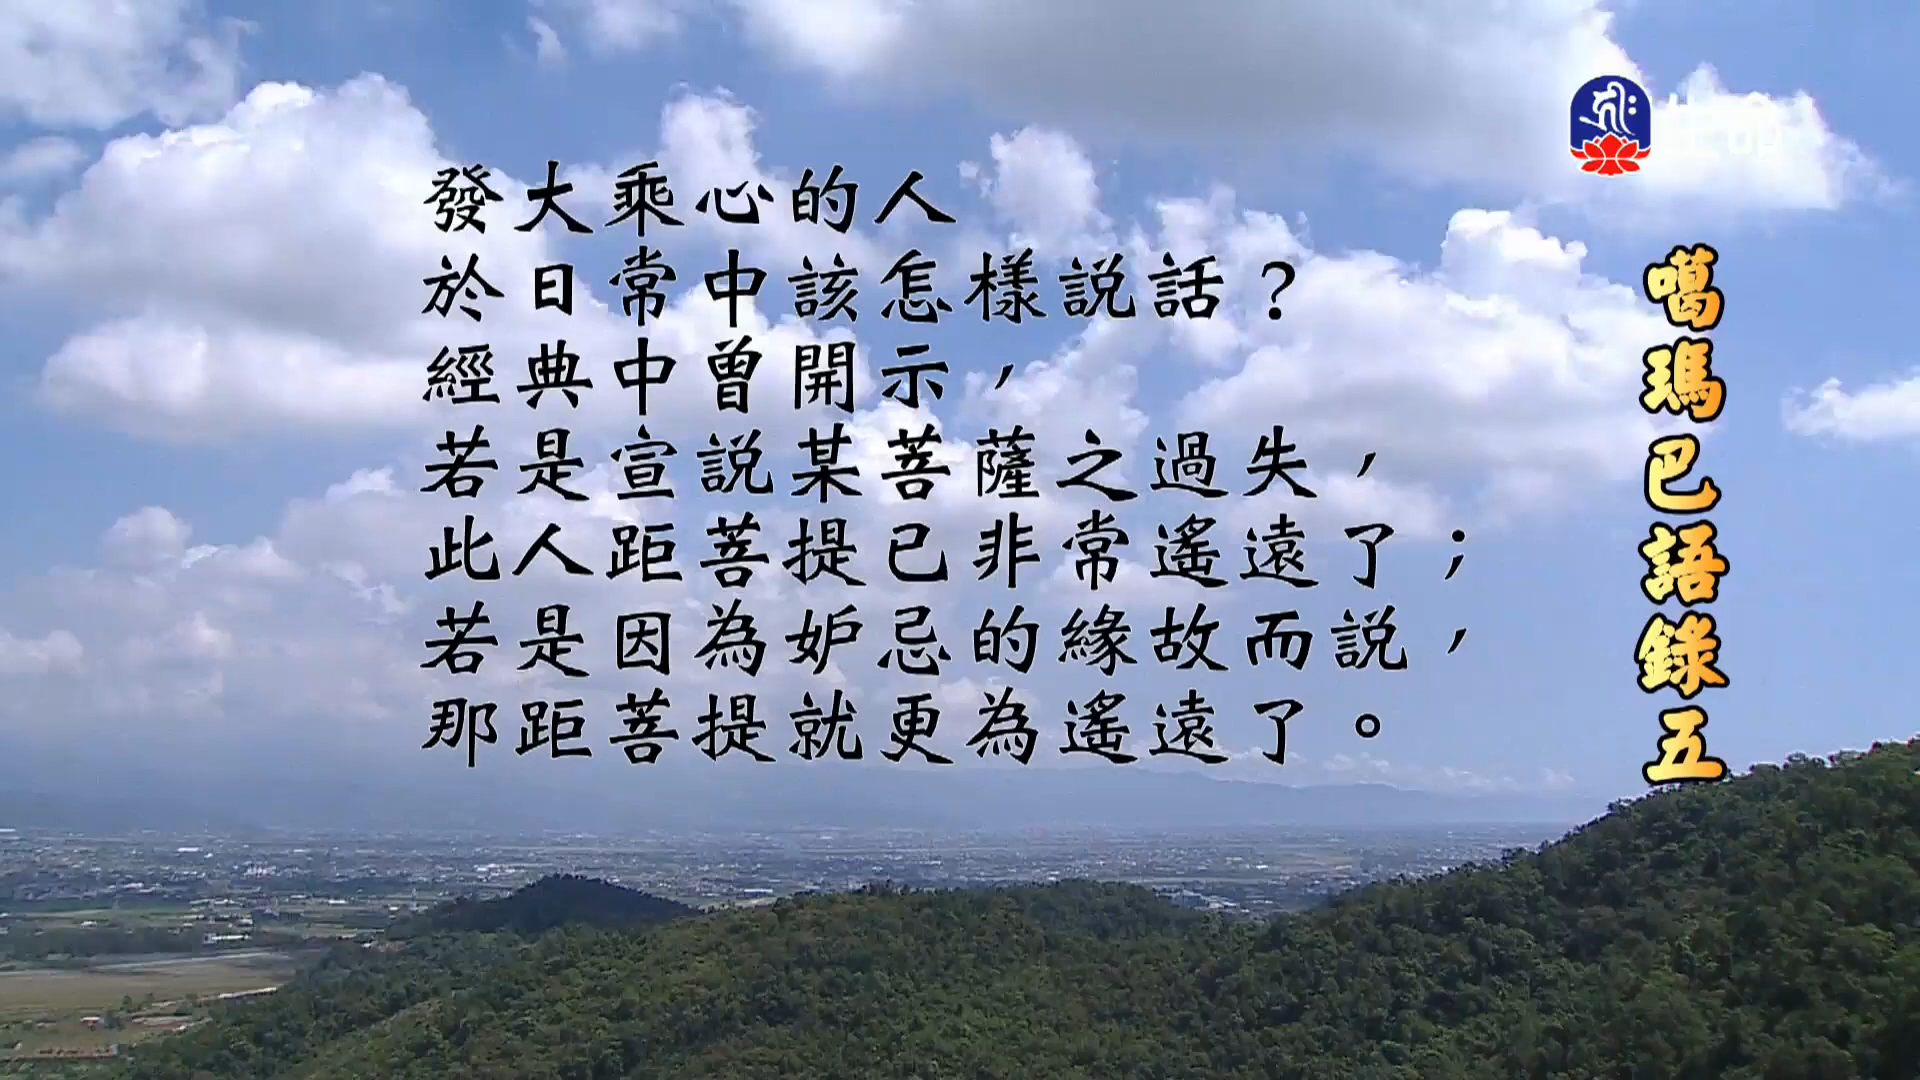 發大乘心的人
於日常中該怎樣說話？
經典中曾開示，
若是宣說某菩薩之過失，
此人距菩提已非常遙遠了；
若是因為妒忌的緣故而說，
那距菩提就更為遙遠了。
噶瑪巴語錄五
生命